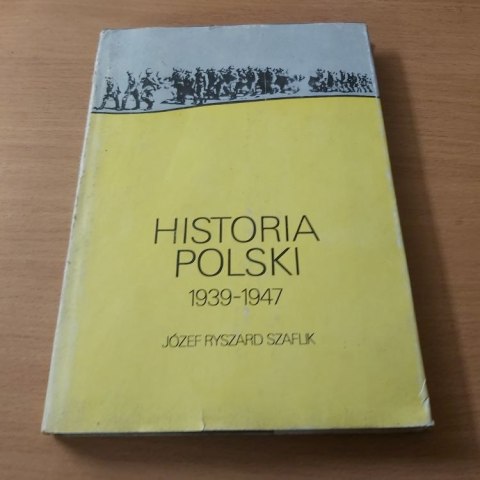 HISTORIA
POLSKI
1939-1947
JÓZEF RYSZARD SZAFLIK